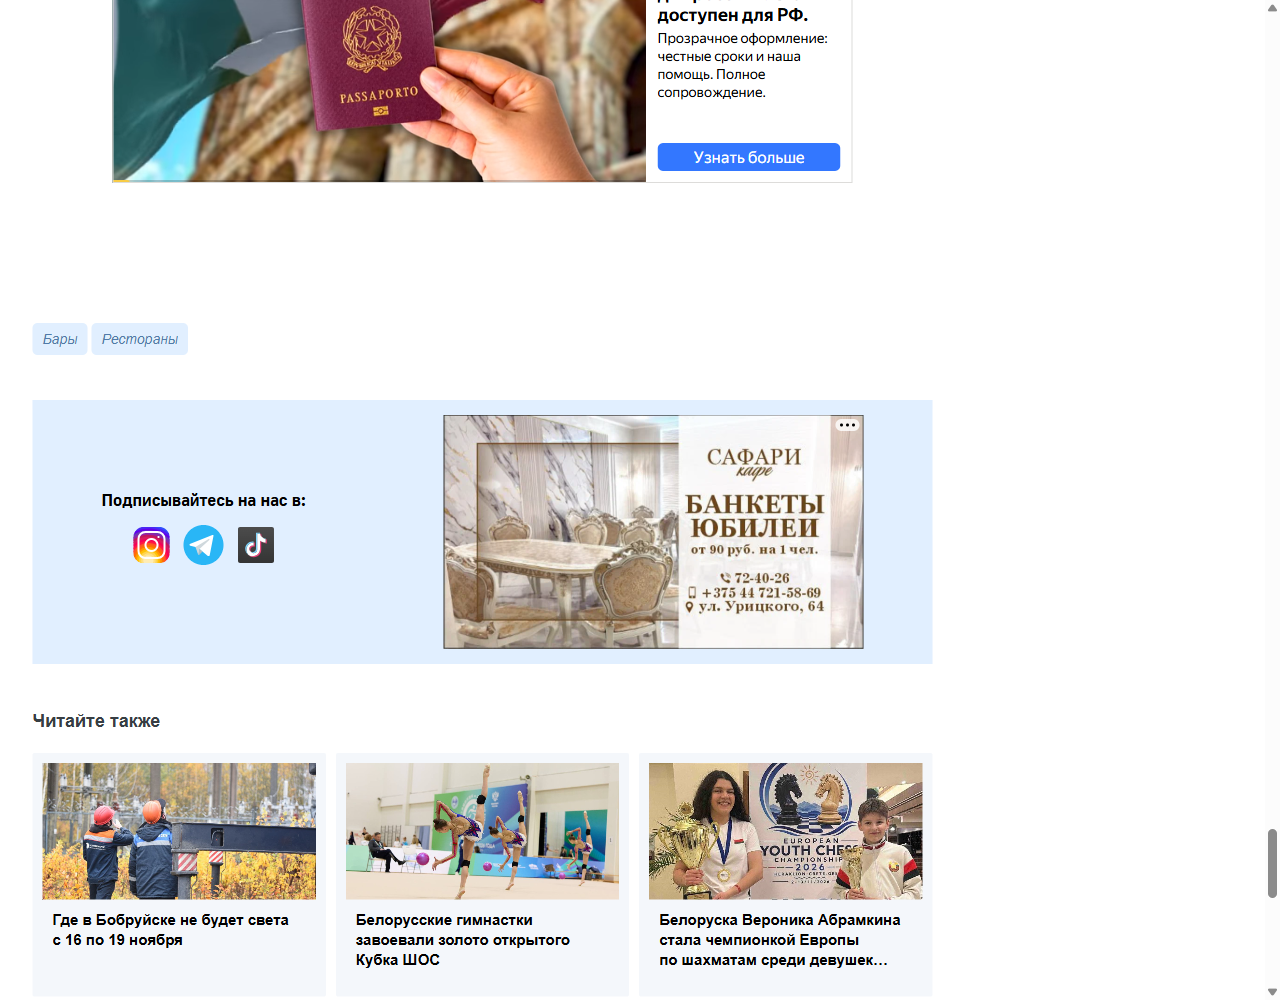 доступен для РФ.
Прозрачное оформление:
честные сроки и наша
помощь. Полное
сопровождение.
PASSAPORTO
Узнать больше
Бары
Рестораны
Подписывайтесь на нас в:
САФАРИ
кафе
БАНКЕТЫ
ЮБИЛЕИ
от 90 руб. на 1 чел.
72-40-26
+375 44 721-58-69
ул. Урицкого, 64
Читайте также
EUROPEAN
YOUTH CHESS
CHAMPIONSHIP
2026
Где в Бобруйске не будет света
с 16 по 19 ноября
Белорусские гимнастки
завоевали золото открытого
Кубка ШОС
Белоруска Вероника Абрамкина
стала чемпионкой Европы
по шахматам среди девушек...